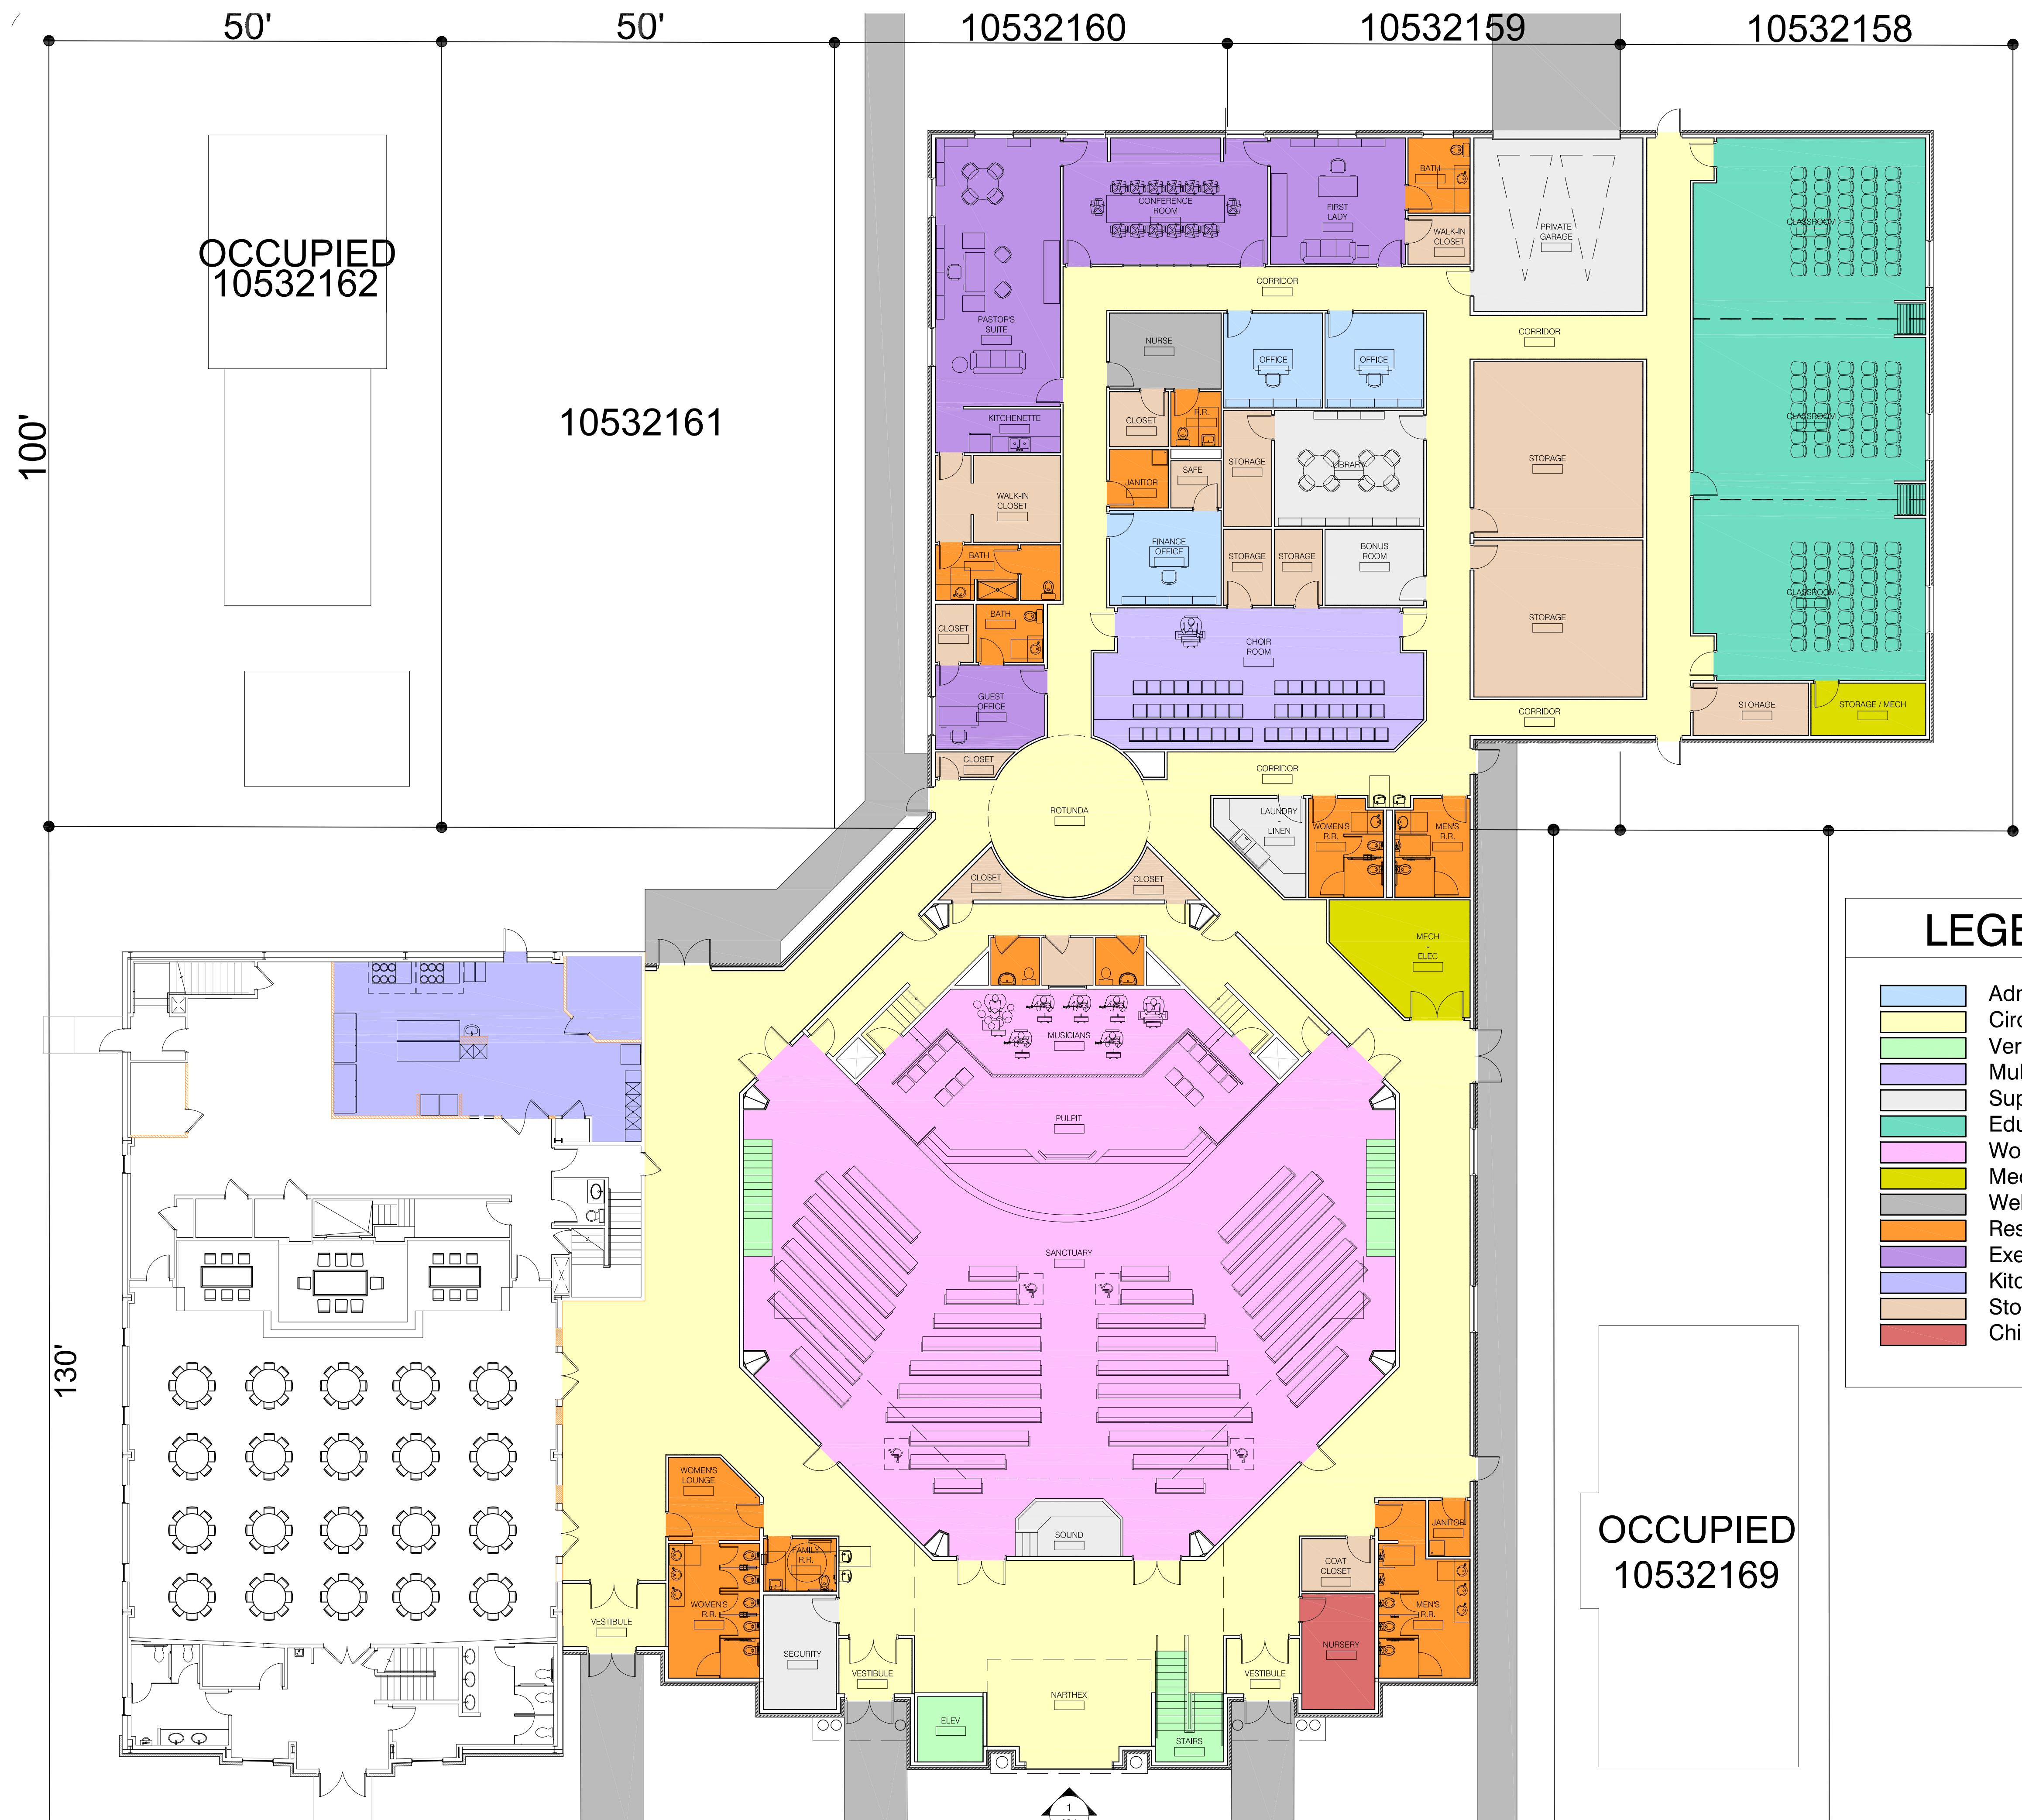 50'
50'
10532160
10532159
10532158
OCCUPIED
10532162
100'
10532161
BATH
CONFERENCE
ROOM
FIRST
LADY
WALK-IN
CLOSET
PRIVATE
GARAGE
CLASSROOM
CORRIDOR
PASTOR'S
SUITE
NURSE
OFFICE
OFFICE
CORRIDOR
KITCHENETTE
CLOSET
R.R.
CLASSROOM
STORAGE
LIBRARY
STORAGE
SAFE
JANITOR
WALK-IN
CLOSET
FINANCE
OFFICE
STORAGE
STORAGE
BONUS
ROOM
BATH
CLASSROOM
BATH
CLOSET
STORAGE
CHOIR
ROOM
GUEST
OFFICE
STORAGE
STORAGE / MECH
CORRIDOR
CLOSET
CORRIDOR
ROTUNDA
LAUNDRY
-
LINEN
WOMEN'S
R.R.
MEN'S
R.R.
CLOSET
CLOSET
MECH
-
ELEC
LEGE
Adr
Circ
Ver
Mul
Sup
Edu
Wo
Mec
Wel
Res
Exe
Kitc
Sto
Chi
MUSICIANS
PULPIT
SANCTUARY
130'
WOMEN'S
LOUNGE
SOUND
JANITOR
OCCUPIED
10532169
FAMILY
R.R.
COAT
CLOSET
WOMEN'S
R.R.
MEN'S
R.R.
VESTIBULE
SECURITY
NURSERY
VESTIBULE
VESTIBULE
NARTHEX
ELEV
STAIRS
1